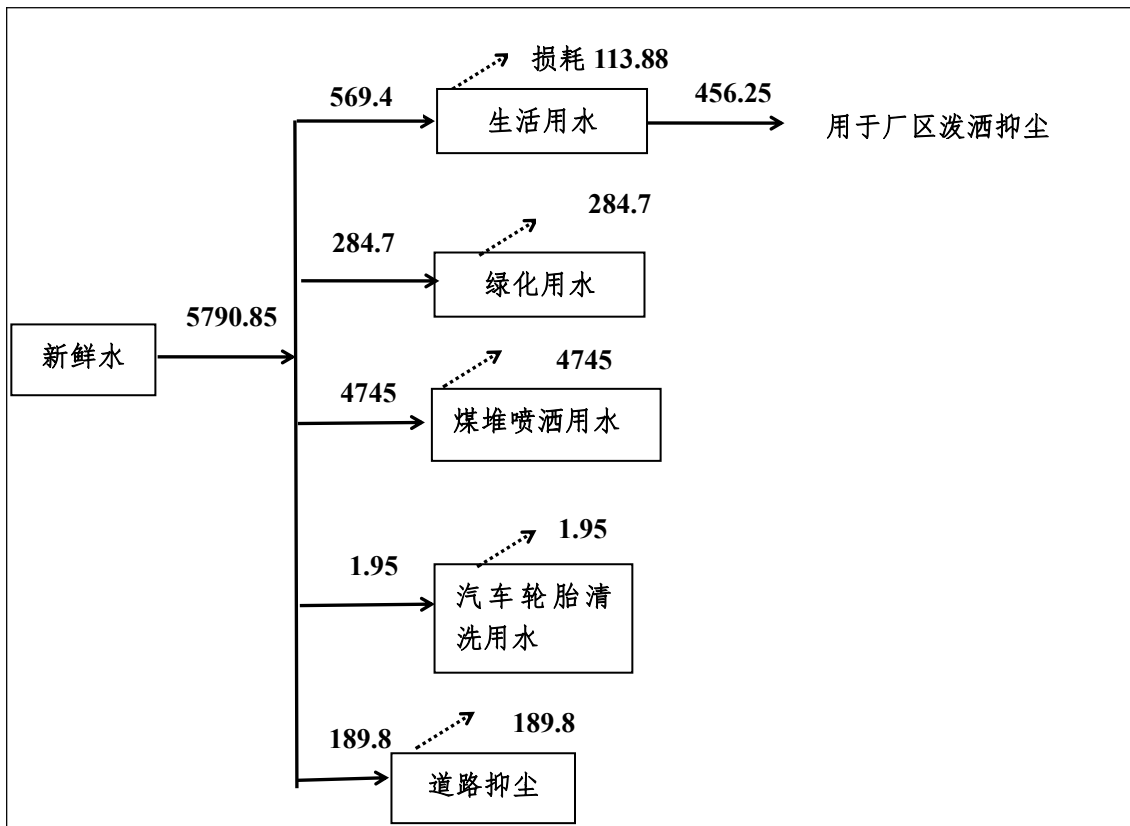 损耗 113.88
569.4
生活用水
456.25
用于厂区泼洒抑尘
284.7
284.7
绿化用水
5790.85
新鲜水
4745
4745
煤堆喷洒用水
1.95
1.95
汽车轮胎清
洗用水
189.8
189.8
道路抑尘